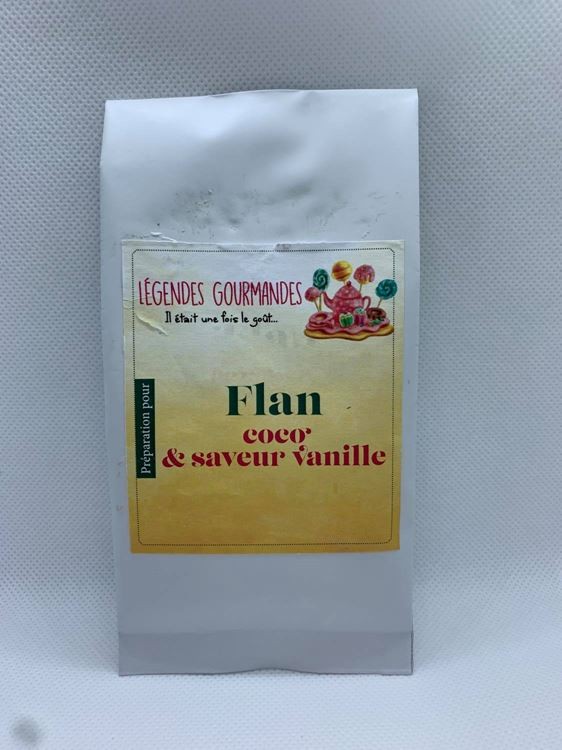 LÉGENDES GOURMANDES
Il était une fois le goût...
Préparation pour
Flan
coco
& saveur vanille